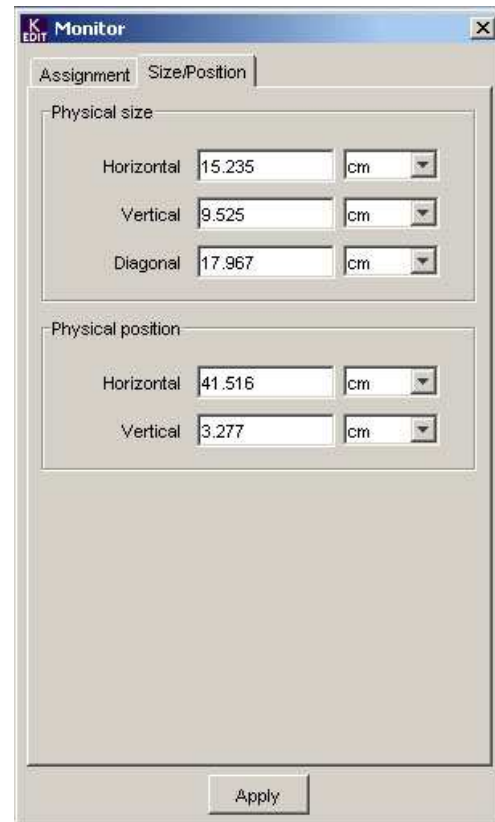 K EDIT Monitor
Assignment Size/Position
Physical size
Horizontal 15.235 cm
Vertical 9.525 cm
Diagonal 17.967 cm
Physical position
Horizontal 41.516 cm
Vertical 3.277 cm
Apply